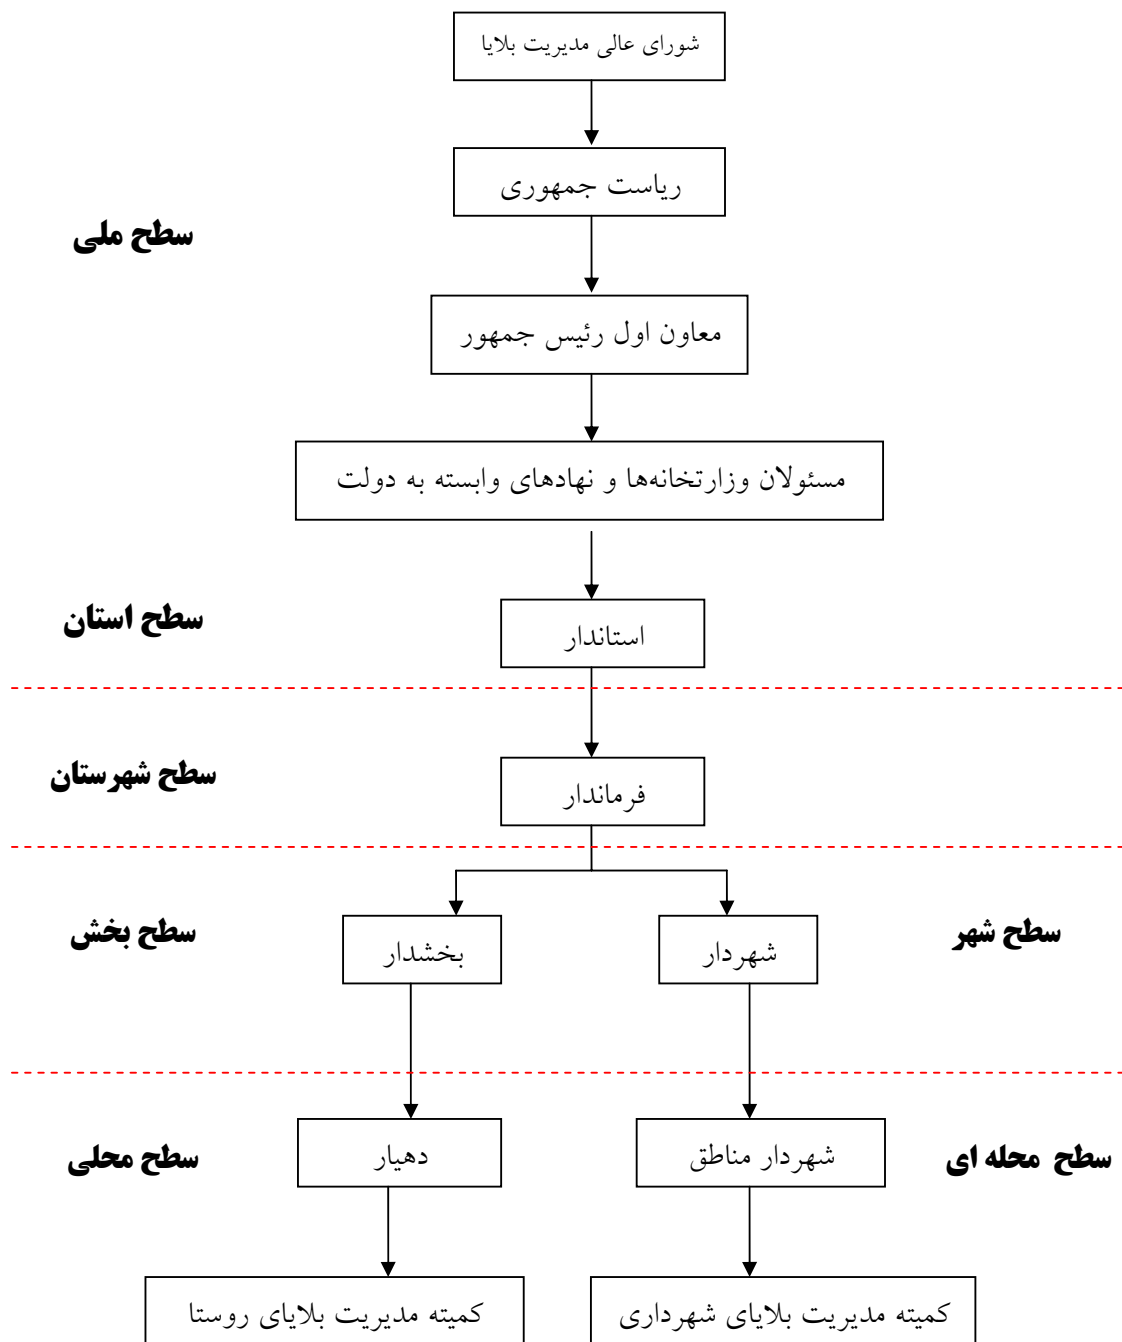 شورای عالی مدیریت بلایا
ریاست جمهوری
سطح ملی
معاون اول رئیس جمهور
مسئولان وزارتخانه‌ها و نهادهای وابسته به دولت
سطح استان
استاندار
سطح شهرستان
فرماندار
سطح شهر
شهردار
بخشدار
سطح بخش
سطح محله ای
شهردار مناطق
دهیار
سطح محلی
کمیته مدیریت بلایای شهرداری
کمیته مدیریت بلایای روستا